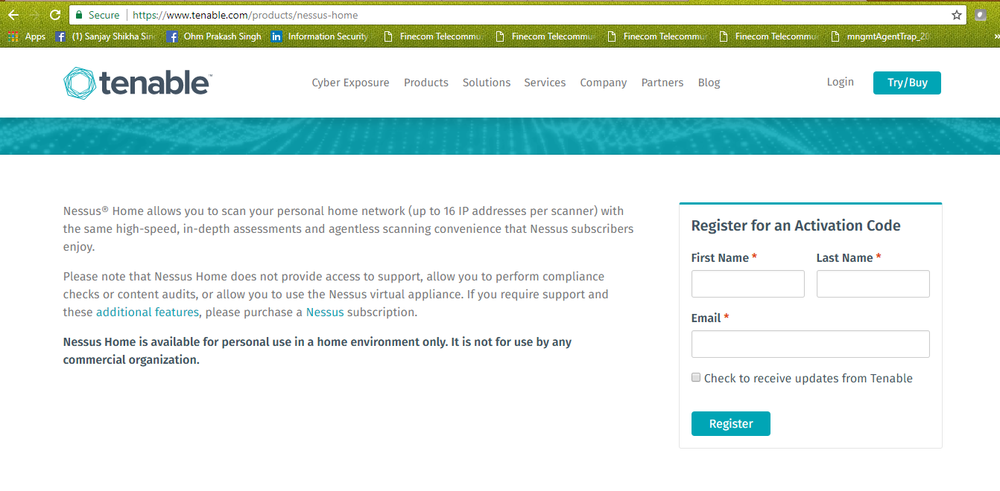 Secure https://www.tenable.com/products/nessus-home
Apps (1) Sanjay Shikha Sin Ohm Prakash Singh Information Security Finecom Telecommu Finecom Telecommu Finecom Telecommu Finecom Telecommu mngmtAgentTrap_20 »
tenable™ Cyber Exposure Products Solutions Services Company Partners Blog Login Try/Buy
Nessus® Home allows you to scan your personal home network (up to 16 IP addresses per scanner) with
the same high-speed, in-depth assessments and agentless scanning convenience that Nessus subscribers
enjoy.
Please note that Nessus Home does not provide access to support, allow you to perform compliance
checks or content audits, or allow you to use the Nessus virtual appliance. If you require support and
these additional features, please purchase a Nessus subscription.
Nessus Home is available for personal use in a home environment only. It is not for use by any
commercial organization.
Register for an Activation Code
First Name * Last Name *
Email *
Check to receive updates from Tenable
Register